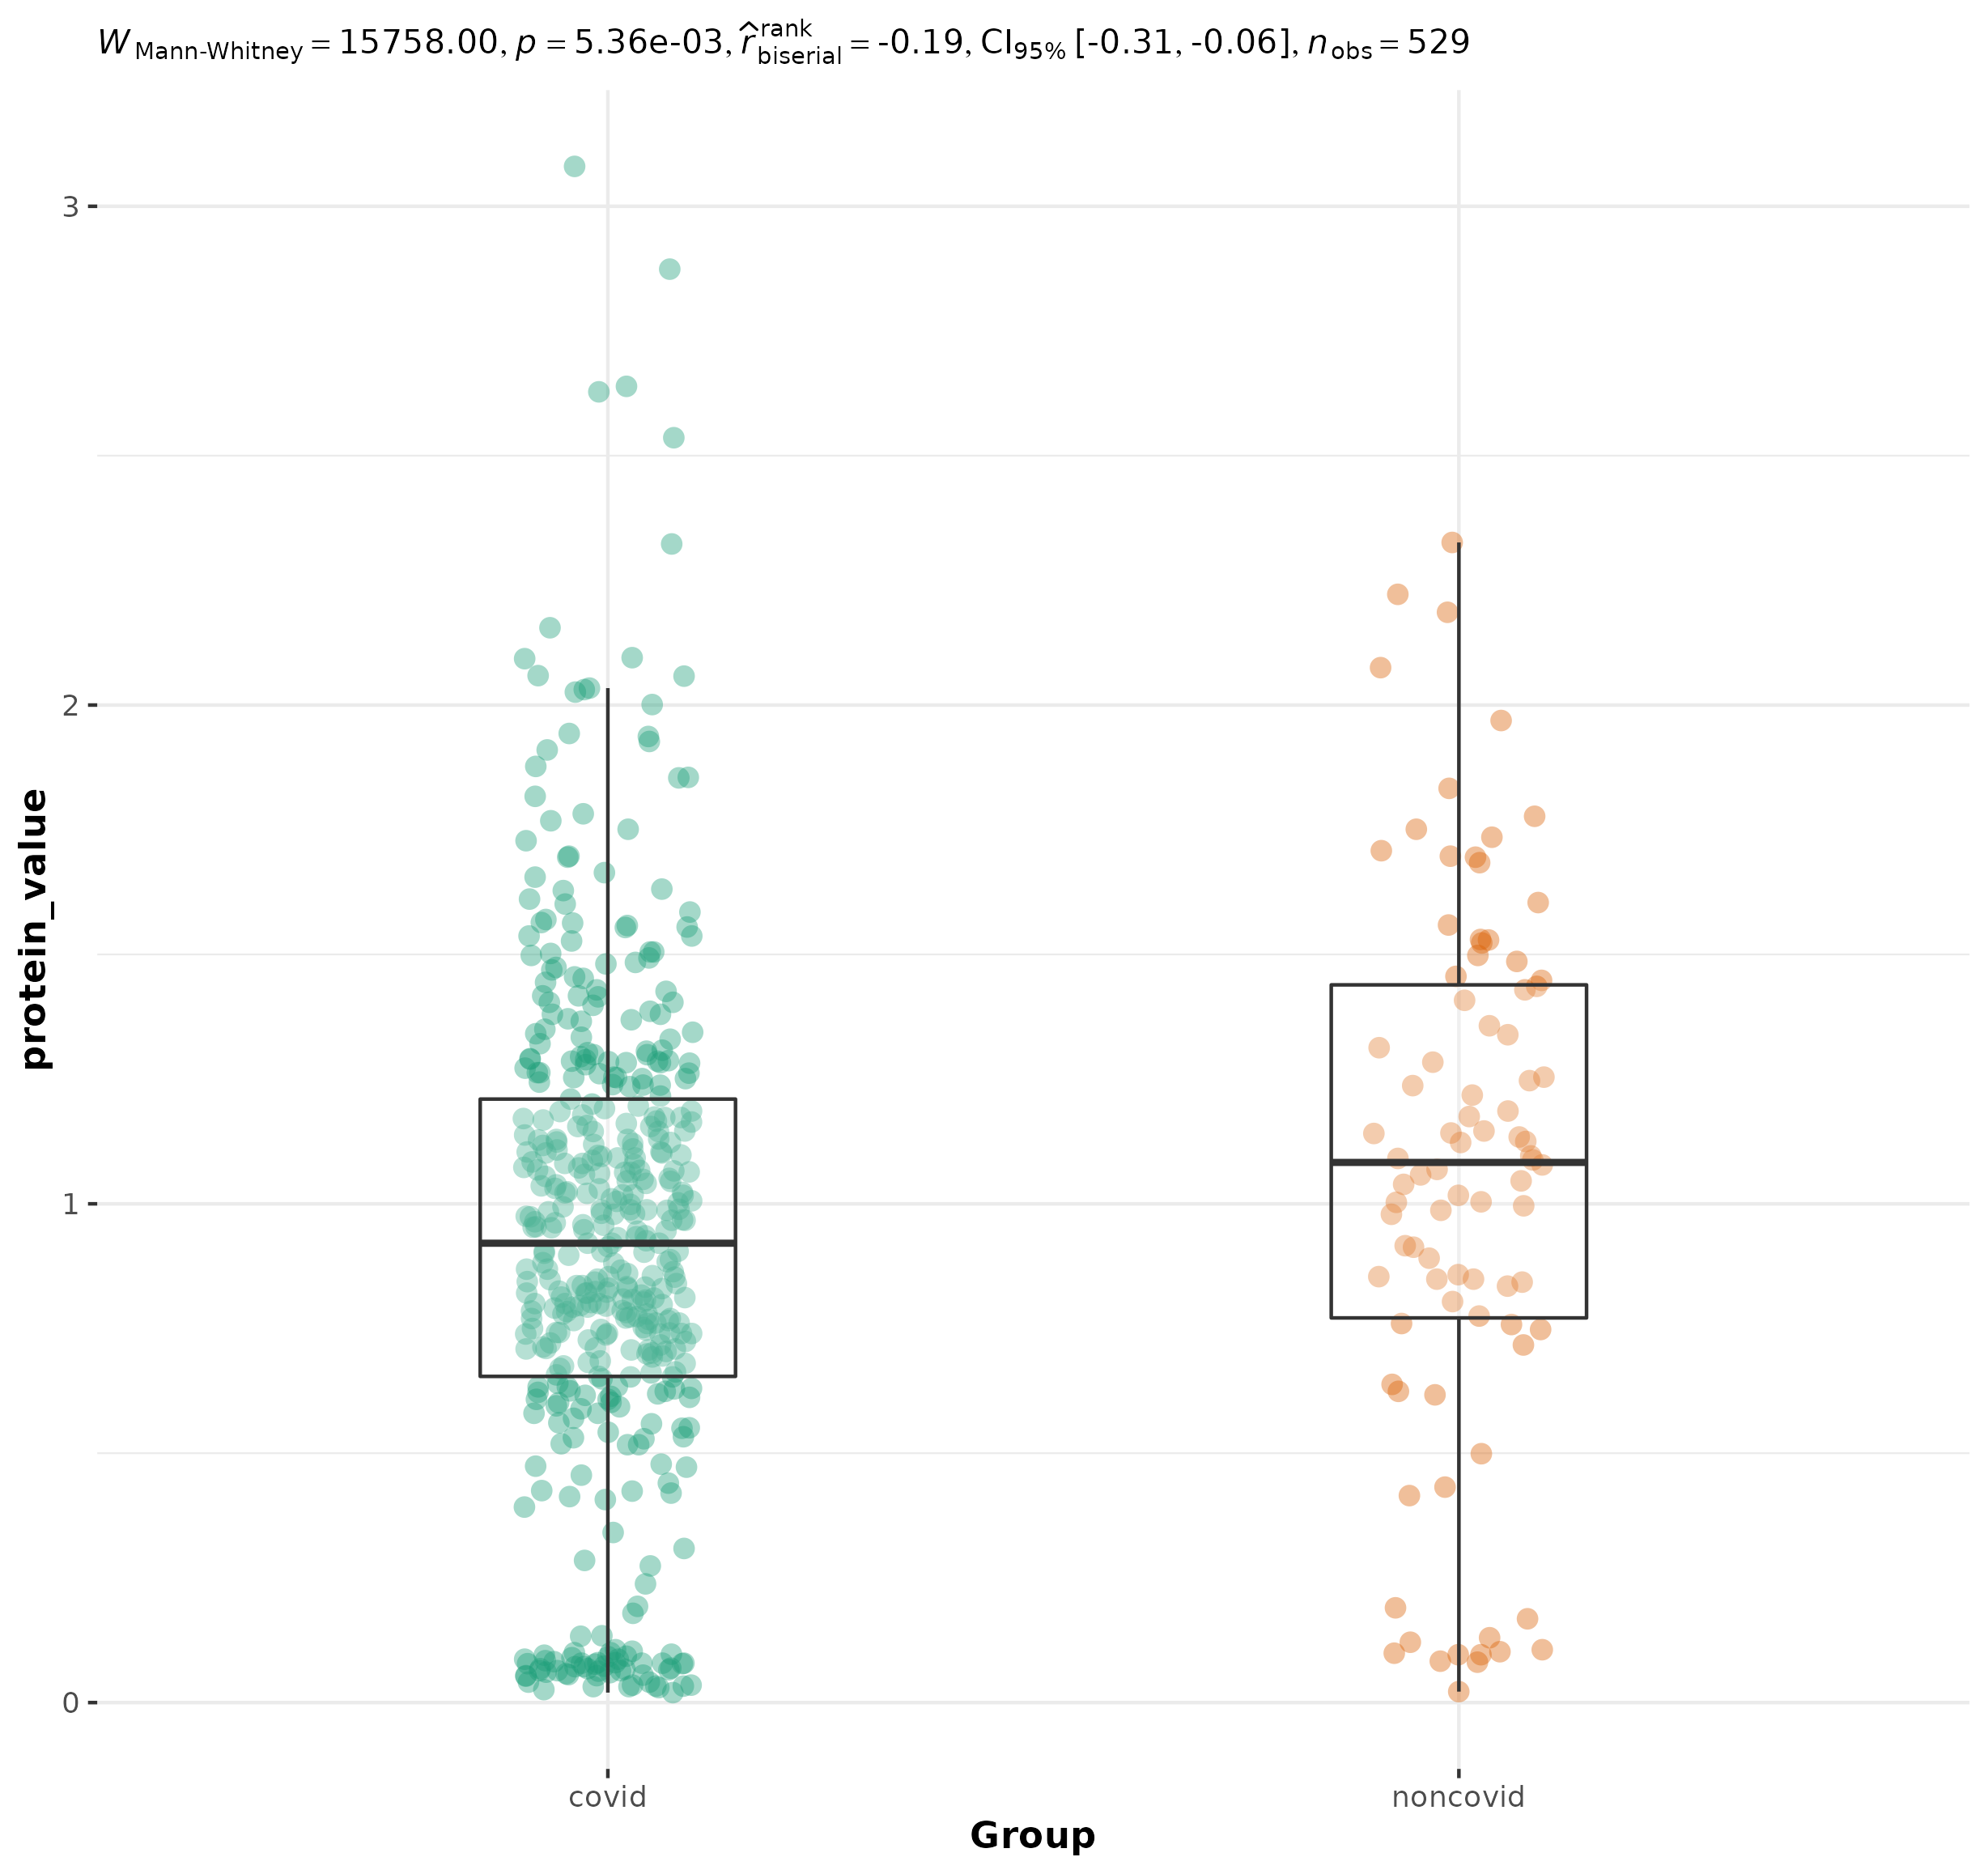 W Mann-Whitney = 15758.00, p = 5.36e-03, r̂ rank biserial = -0.19, CI95% [-0.31, -0.06], n obs = 529
3
2
1
0
protein_value
covid noncovid
Group